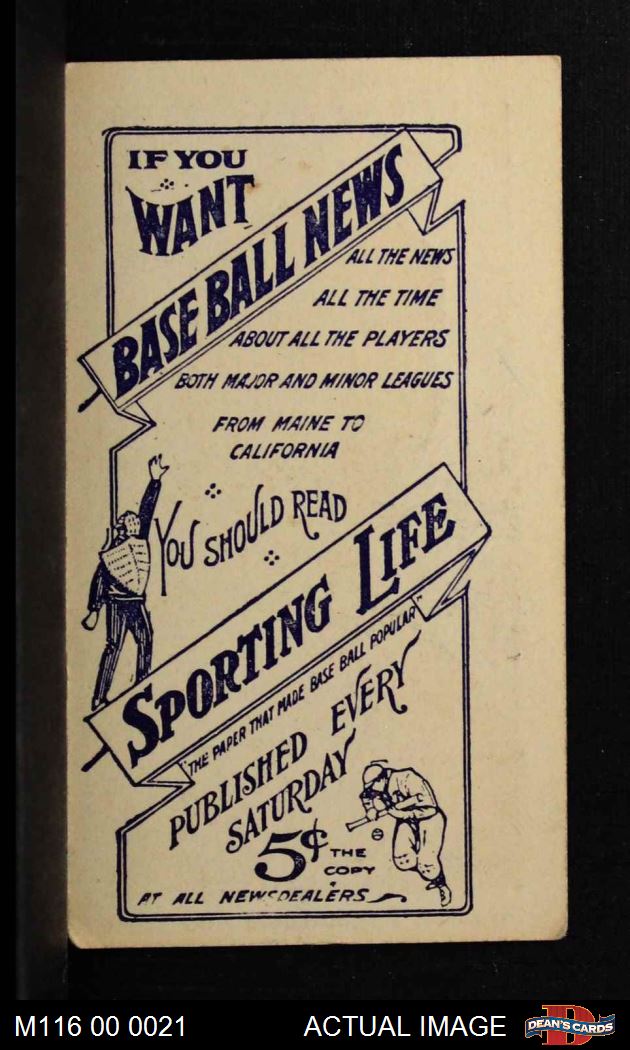 IF YOU
WANT
BASE BALL NEWS
ALL THE NEWS
ALL THE TIME
ABOUT ALL THE PLAYERS
BOTH MAJOR AND MINOR LEAGUES
FROM MAINE TO
CALIFORNIA
YOU SHOULD READ
SPORTING LIFE
"THE PAPER THAT MADE BASE BALL POPULAR"
PUBLISHED EVERY
SATURDAY
5¢ THE
COPY
AT ALL NEWSDEALERS
M116 00 0021 ACTUAL IMAGE D DEAN'S CARDS